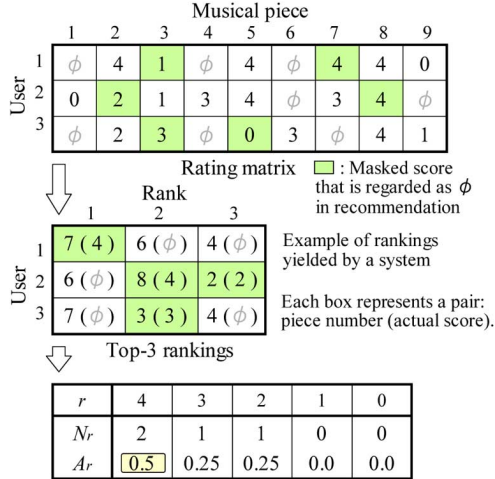 Musical piece
1 2 3 4 5 6 7 8 9
User
1 ϕ 4 1 ϕ 4 ϕ 4 4 0
2 0 2 1 3 4 ϕ 3 4 ϕ
3 ϕ 2 3 ϕ 0 3 ϕ 4 1
Rating matrix
: Masked score
that is regarded as ϕ
in recommendation
Rank
1 2 3
User
1 7(4) 6(ϕ) 4(ϕ)
2 6(ϕ) 8(4) 2(2)
3 7(ϕ) 3(3) 4(ϕ)
Example of rankings
yielded by a system
Each box represents a pair:
piece number (actual score).
Top-3 rankings
r 4 3 2 1 0
Nr 2 1 1 0 0
Ar 0.5 0.25 0.25 0.0 0.0